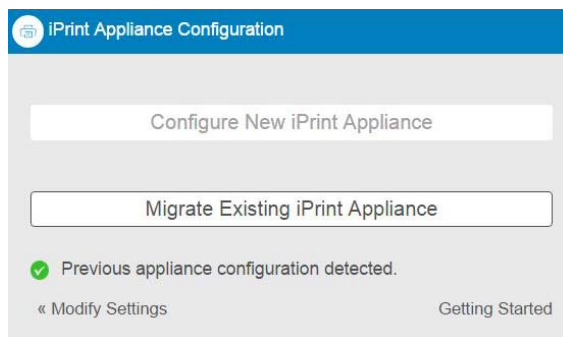 iPrint Appliance Configuration
Configure New iPrint Appliance
Migrate Existing iPrint Appliance
Previous appliance configuration detected.
« Modify Settings
Getting Started